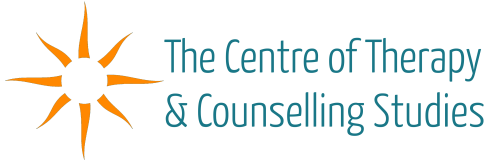 The Centre of Therapy
& Counselling Studies